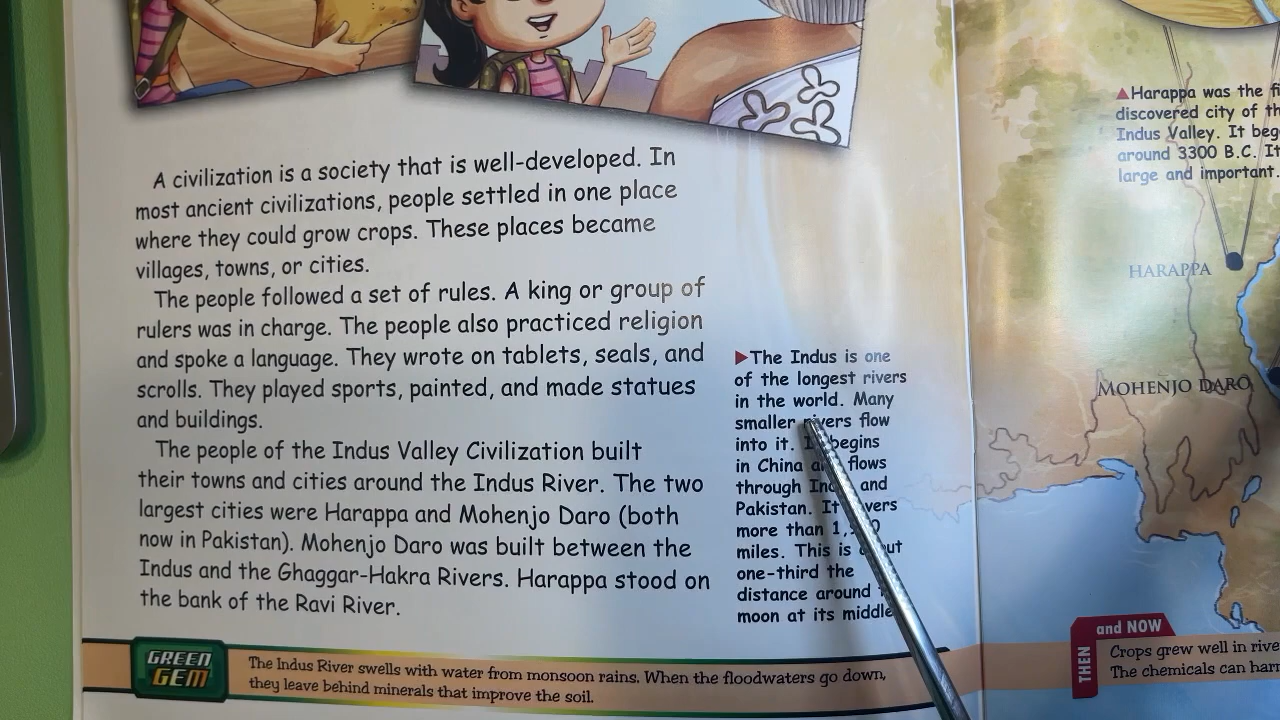 A civilization is a society that is well-developed. In
most ancient civilizations, people settled in one place
where they could grow crops. These places became
villages, towns, or cities.
The people followed a set of rules. A king or group of
rulers was in charge. The people also practiced religion
and spoke a language. They wrote on tablets, seals, and
scrolls. They played sports, painted, and made statues
and buildings.
The people of the Indus Valley Civilization built
their towns and cities around the Indus River. The two
largest cities were Harappa and Mohenjo Daro (both
now in Pakistan). Mohenjo Daro was built between the
Indus and the Ghaggar-Hakra Rivers. Harappa stood on
the bank of the Ravi River.
▶The Indus is one
of the longest rivers
in the world. Many
smaller rivers flow
into it. begins
in China flows
through and
Pakistan. It
more than
miles. This is
one-third the
distance around
moon at its middle
GREEN
GEM
The Indus River swells with water from monsoon rains. When the floodwaters go down,
they leave behind minerals that improve the soil.
▲Harappa was the
discovered city of
Indus Valley. It
around 3300 B.C. It
large and important.
HARAPPA
MOHENJO DARO
THEN
and NOW
Crops grew well in
The chemicals can